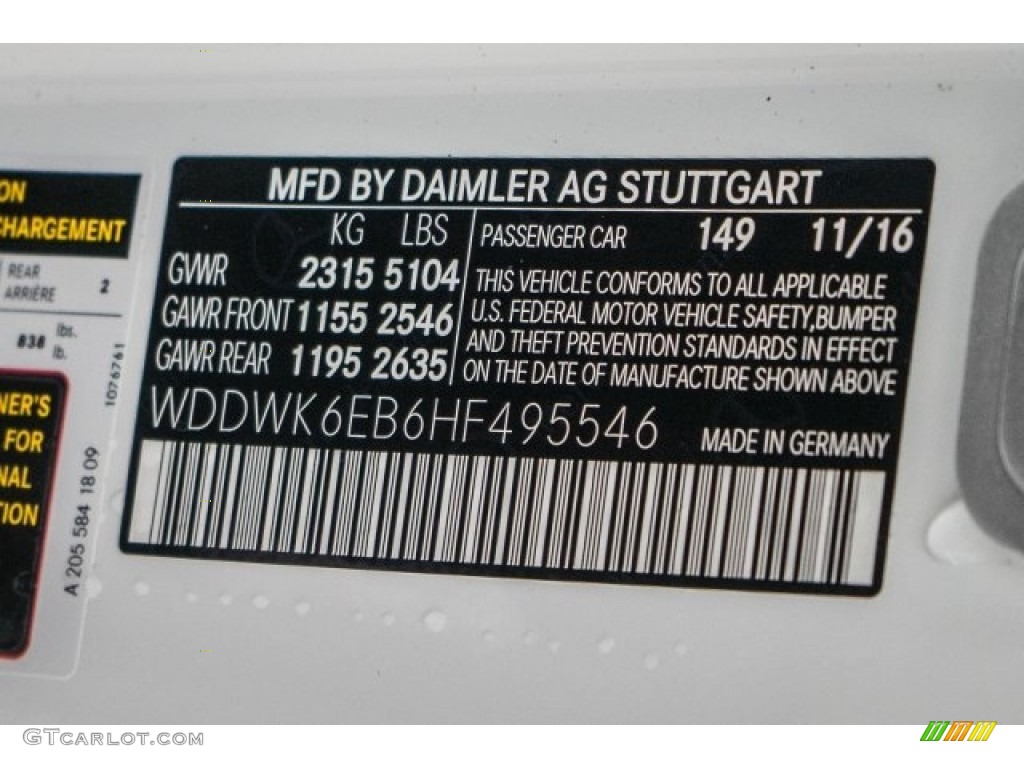 MFD BY DAIMLER AG STUTTGART
KG LBS
GVWR 2315 5104
GAWR FRONT 1155 2546
GAWR REAR 1195 2635
PASSENGER CAR 149 11/16
THIS VEHICLE CONFORMS TO ALL APPLICABLE
U.S. FEDERAL MOTOR VEHICLE SAFETY,BUMPER
AND THEFT PREVENTION STANDARDS IN EFFECT
ON THE DATE OF MANUFACTURE SHOWN ABOVE
WDDWK6EB6HF495546
MADE IN GERMANY
ON
CHARGEMENT
REAR
ARRIÈRE 2
838 lbs.
lb.
1076761
NER'S
FOR
NAL
TION
A 205 584 18 09
GTCARLOT.COM